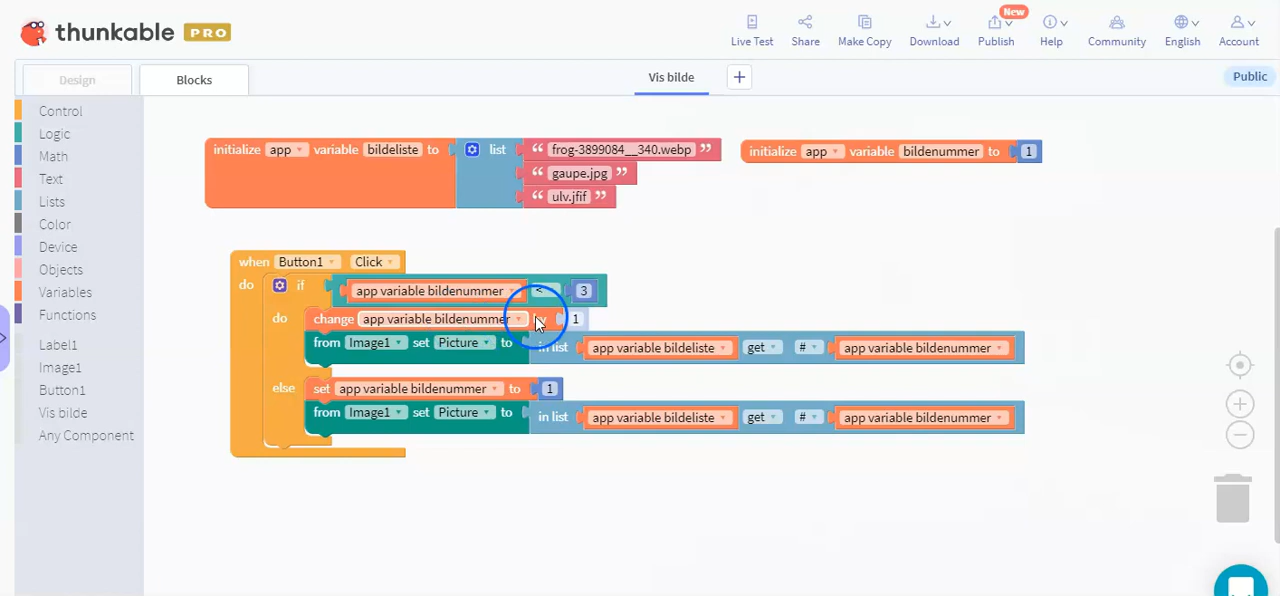 thunkable PRO
Live Test Share Make Copy Download Publish New Help Community English Account
Design Blocks Vis bilde + Public
Control
Logic
Math
Text
Lists
Color
Device
Objects
Variables
Functions
Label1
Image1
Button1
Vis bilde
Any Component
initialize app variable bildeliste to list “ frog-3899084__340.webp ”
“ gaupe.jpg ”
“ ulv.jfif ”
initialize app variable bildenummer to 1
when Button1 Click
do if app variable bildenummer < 3
do change app variable bildenummer 1
from Image1 set Picture to in list app variable bildeliste get # app variable bildenummer
else set app variable bildenummer to 1
from Image1 set Picture to in list app variable bildeliste get # app variable bildenummer